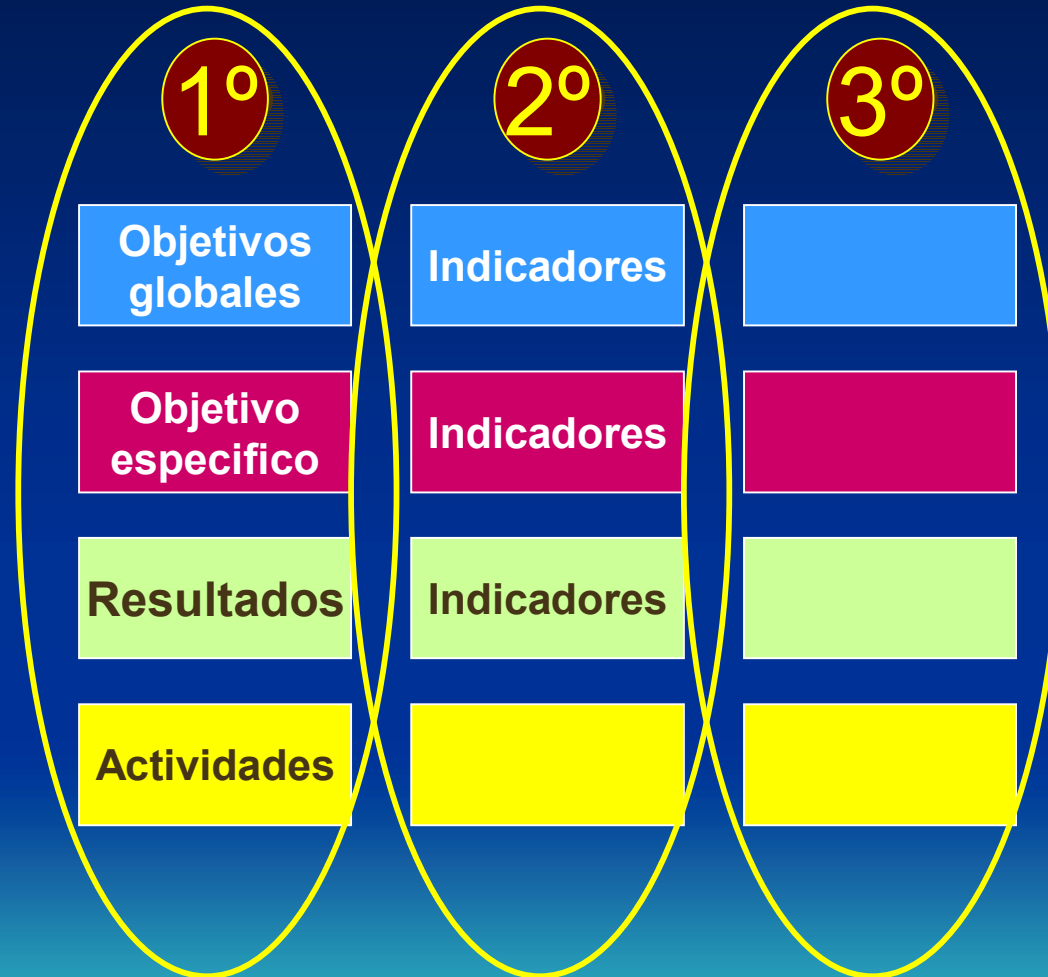 1º
2º
3º
Objetivos
globales
Indicadores
Objetivo
especifico
Indicadores
Resultados
Indicadores
Actividades